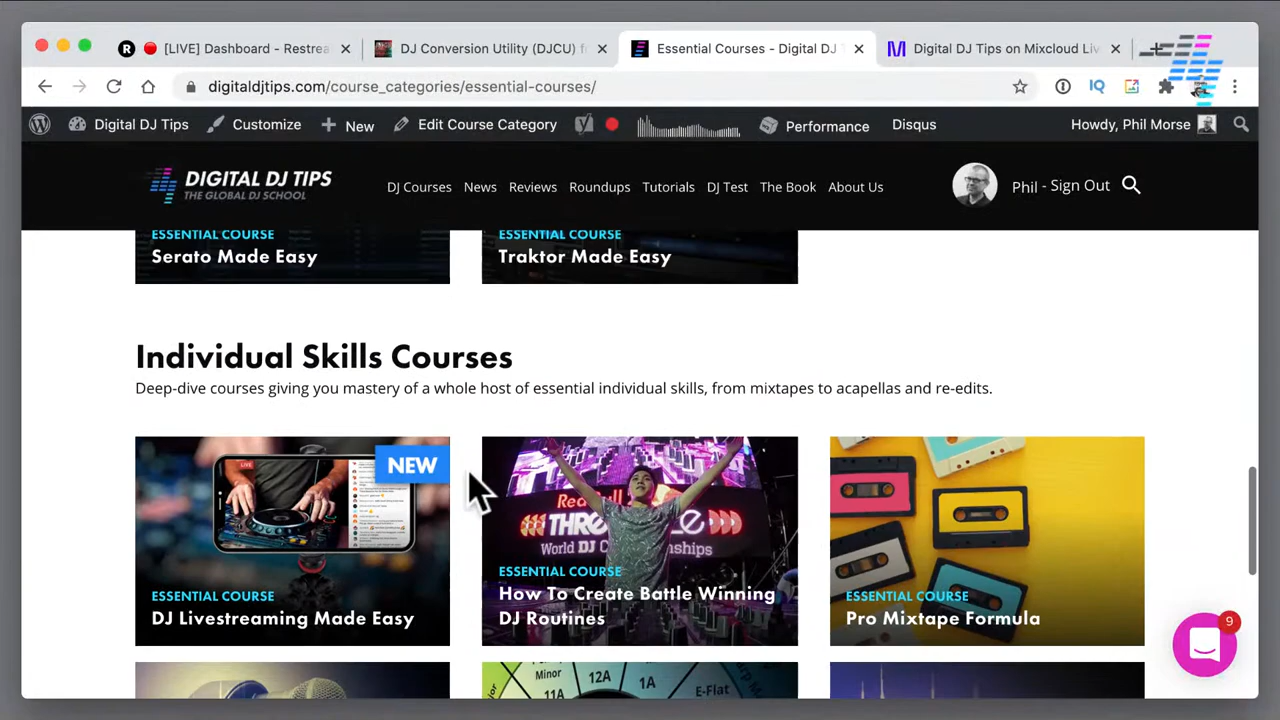 [LIVE] Dashboard - Restrea
DJ Conversion Utility (DJCU) f
Essential Courses - Digital DJ T
Digital DJ Tips on Mixcloud Liv
digitaldjtips.com/course_categories/essential-courses/
IQ
Digital DJ Tips
Customize
New
Edit Course Category
Performance
Disqus
Howdy, Phil Morse
DIGITAL DJ TIPS
THE GLOBAL DJ SCHOOL
DJ Courses
News
Reviews
Roundups
Tutorials
DJ Test
The Book
About Us
Phil - Sign Out
ESSENTIAL COURSE
Serato Made Easy
ESSENTIAL COURSE
Traktor Made Easy
Individual Skills Courses
Deep-dive courses giving you mastery of a whole host of essential individual skills, from mixtapes to acapellas and re-edits.
LIVE
NEW
ESSENTIAL COURSE
DJ Livestreaming Made Easy
World DJ
ESSENTIAL COURSE
How To Create Battle Winning
DJ Routines
ESSENTIAL COURSE
Pro Mixtape Formula
9
Minor
11A
12A
1A
E-Flat